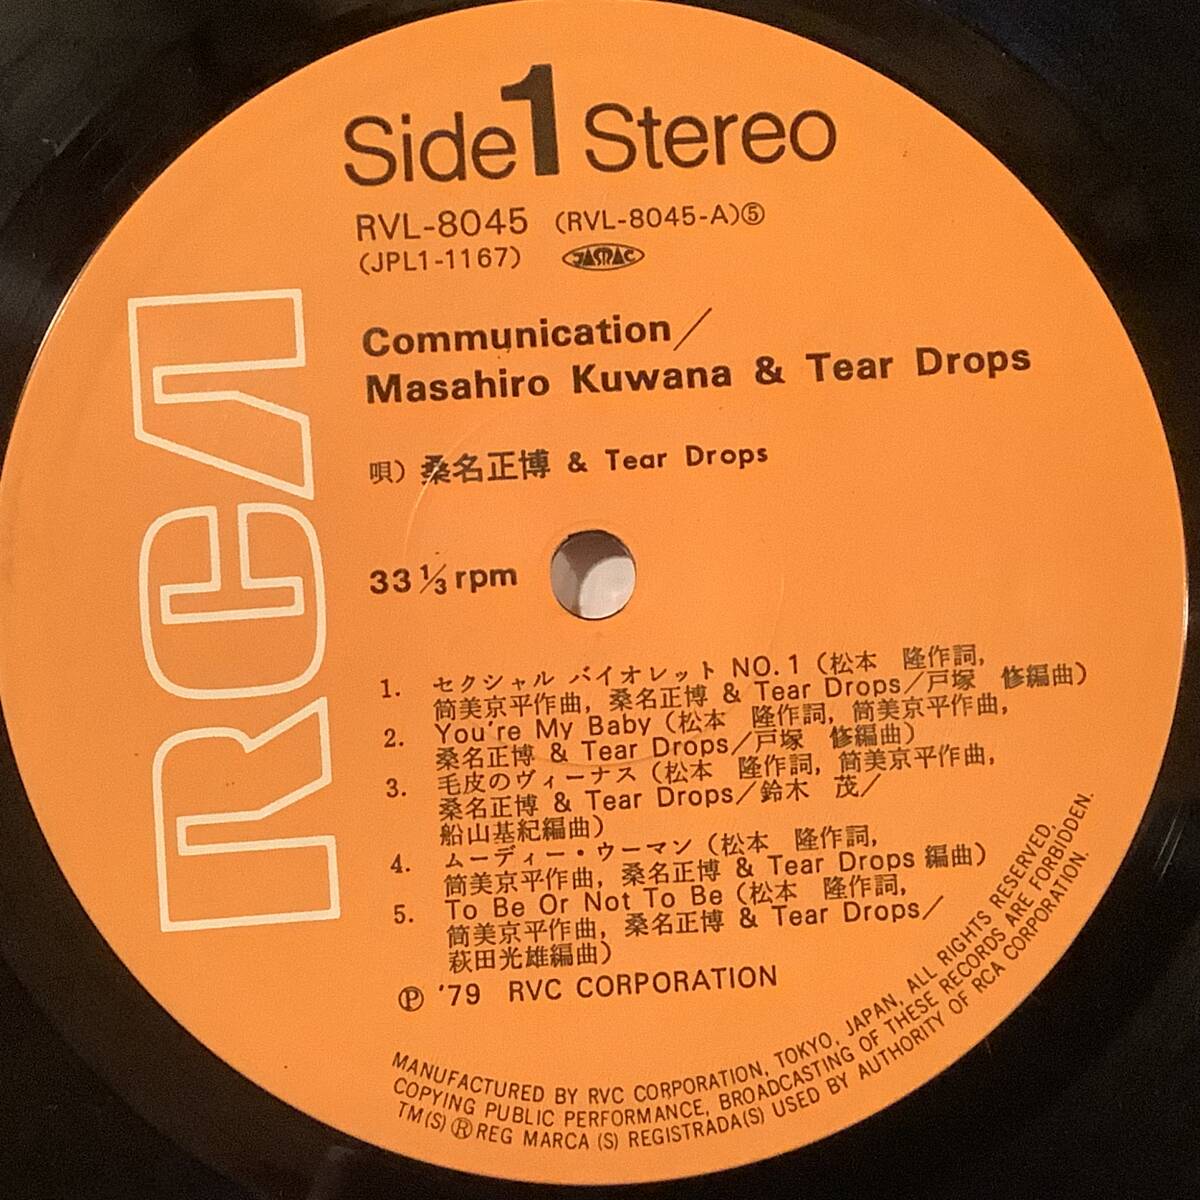 Side 1 Stereo
RVL-8045 (RVL-8045-A)⑤
(JPL1-1167) JASRAC
Communication／
Masahiro Kuwana & Tear Drops
唄) 桑名正博 & Tear Drops
33 1/3 rpm
RCA
1. セクシャル バイオレット NO.1 (松本　隆作詞,
筒美京平作曲, 桑名正博 & Tear Drops／戸塚　修編曲)
2. You're My Baby (松本　隆作詞, 筒美京平作曲,
桑名正博 & Tear Drops／戸塚　修編曲)
3. 毛皮のヴィーナス (松本　隆作詞, 筒美京平作曲,
桑名正博 & Tear Drops／鈴木　茂／
船山基紀編曲)
4. ムーディー・ウーマン (松本　隆作詞,
筒美京平作曲, 桑名正博 & Tear Drops 編曲)
5. To Be Or Not To Be (松本　隆作詞,
筒美京平作曲, 桑名正博 & Tear Drops／
萩田光雄編曲)
Ⓟ '79 RVC CORPORATION
MANUFACTURED BY RVC CORPORATION, TOKYO, JAPAN, ALL RIGHTS RESERVED.
COPYING PUBLIC PERFORMANCE, BROADCASTING OF THESE RECORDS ARE FORBIDDEN.
TM(S) ® REG MARCA (S) REGISTRADA(S) USED BY AUTHORITY OF RCA CORPORATION.